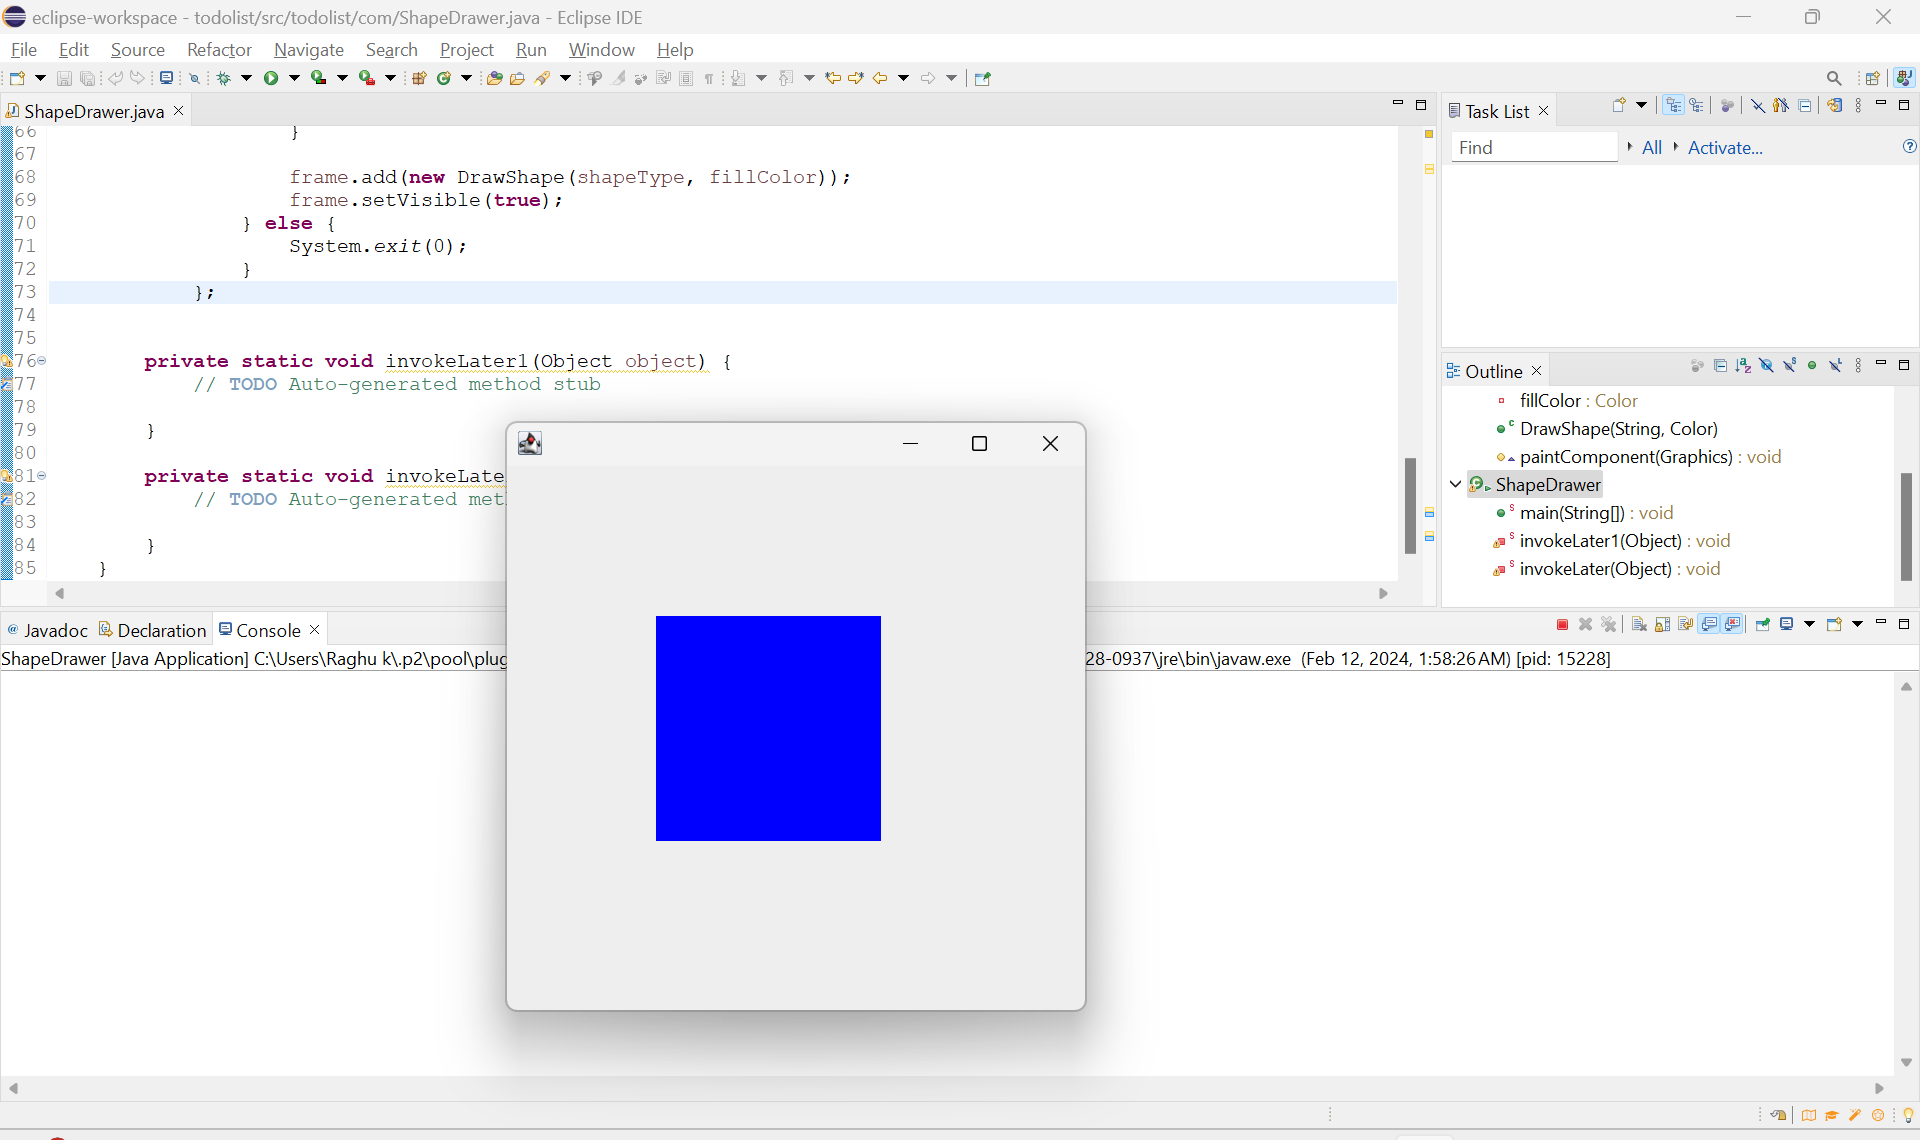 eclipse-workspace - todolist/src/todolist/com/ShapeDrawer.java - Eclipse IDE
File Edit Source Refactor Navigate Search Project Run Window Help
ShapeDrawer.java
66 }
67
68 frame.add(new DrawShape(shapeType, fillColor));
69 frame.setVisible(true);
70 } else {
71 System.exit(0);
72 }
73 };
74
75
76 private static void invokeLater1(Object object) {
77 // TODO Auto-generated method stub
78
79 }
80
81 private static void invokeLate
82 // TODO Auto-generated met
83
84 }
85 }
Task List
Find All Activate...
Outline
fillColor : Color
DrawShape(String, Color)
paintComponent(Graphics) : void
ShapeDrawer
main(String[]) : void
invokeLater1(Object) : void
invokeLater(Object) : void
Javadoc Declaration Console
ShapeDrawer [Java Application] C:\Users\Raghu k\.p2\pool\plug 28-0937\jre\bin\javaw.exe (Feb 12, 2024, 1:58:26 AM) [pid: 15228]